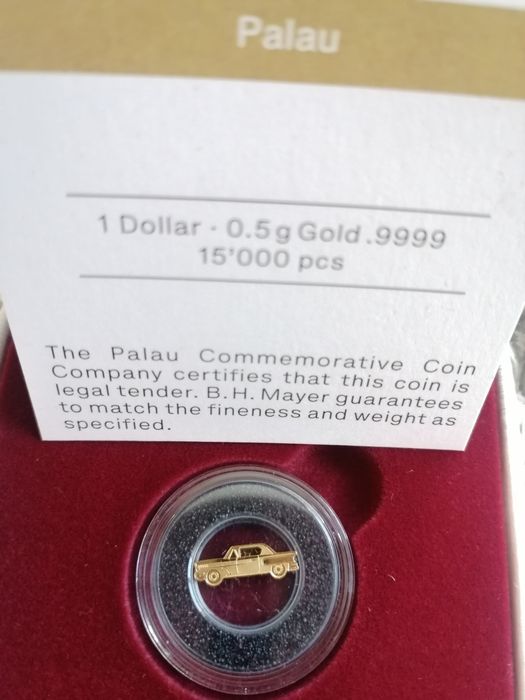 Palau
1 Dollar · 0.5g Gold .9999
15'000 pcs
The Palau Commemorative Coin
Company certifies that this coin is
legal tender. B. H. Mayer guarantees
to match the fineness and weight as
specified.